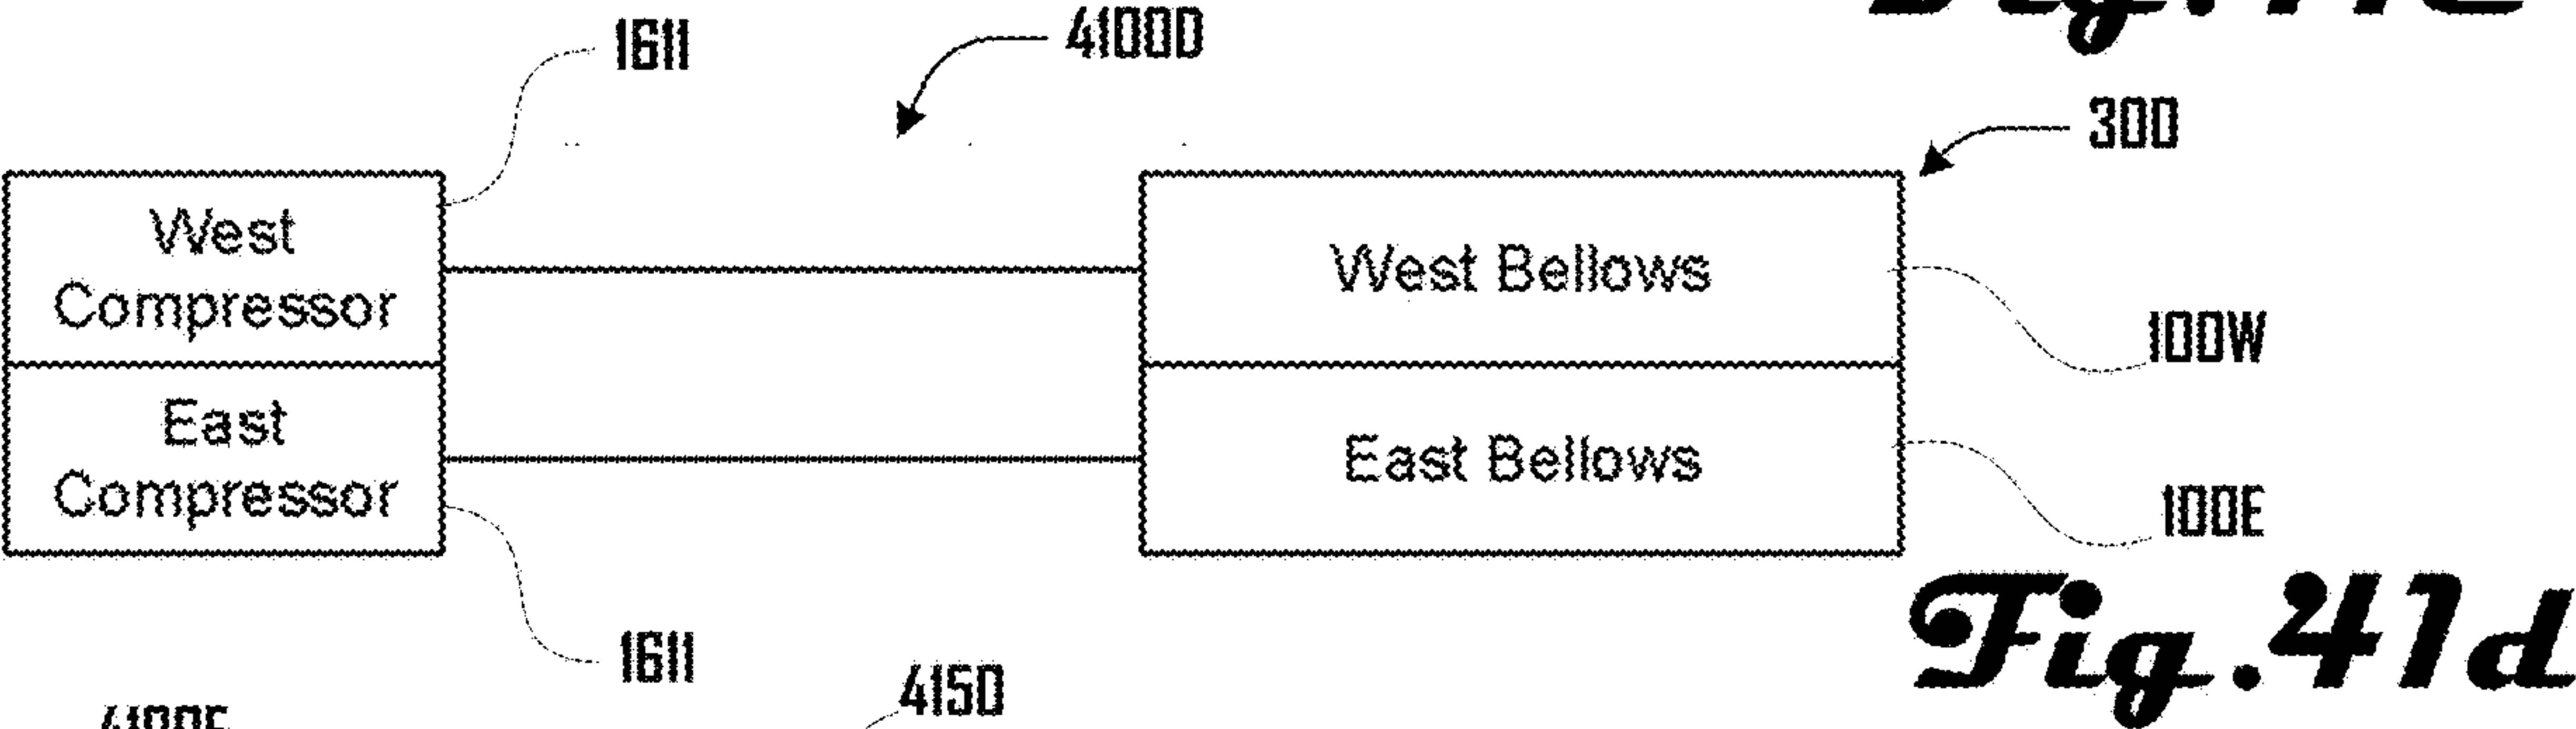 1611
4100D
300
West
Compressor
West Bellows
100W
East
Compressor
East Bellows
100E
1611
4150
Fig.41d